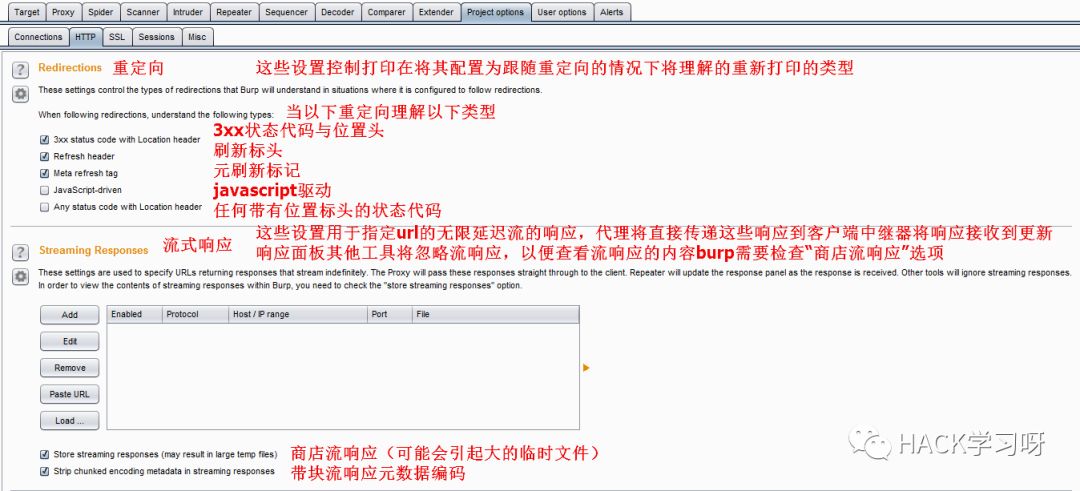 Target Proxy Spider Scanner Intruder Repeater Sequencer Decoder Comparer Extender Project options User options Alerts
Connections HTTP SSL Sessions Misc
? Redirections 重定向 这些设置控制打印在将其配置为跟随重定向的情况下将理解的重新打印的类型
These settings control the types of redirections that Burp will understand in situations where it is configured to follow redirections.
When following redirections, understand the following types: 当以下重定向理解以下类型
3xx status code with Location header 3xx状态代码与位置头
Refresh header 刷新标头
Meta refresh tag 元刷新标记
JavaScript-driven javascript驱动
Any status code with Location header 任何带有位置标头的状态代码
? Streaming Responses 流式响应 这些设置用于指定url的无限延迟流的响应，代理将直接传递这些响应到客户端中继器将响应接收到更新
响应面板其他工具将忽略流响应，以便查看流响应的内容burp需要检查“商店流响应”选项
These settings are used to specify URLs returning responses that stream indefinitely. The Proxy will pass these responses straight through to the client. Repeater will update the response panel as the response is received. Other tools will ignore streaming responses.
In order to view the contents of streaming responses within Burp, you need to check the "store streaming responses" option.
Add Enabled Protocol Host / IP range Port File
Edit
Remove
Paste URL
Load ...
Store streaming responses (may result in large temp files) 商店流响应（可能会引起大的临时文件）
Strip chunked encoding metadata in streaming responses 带块流响应元数据编码
HACK学习呀